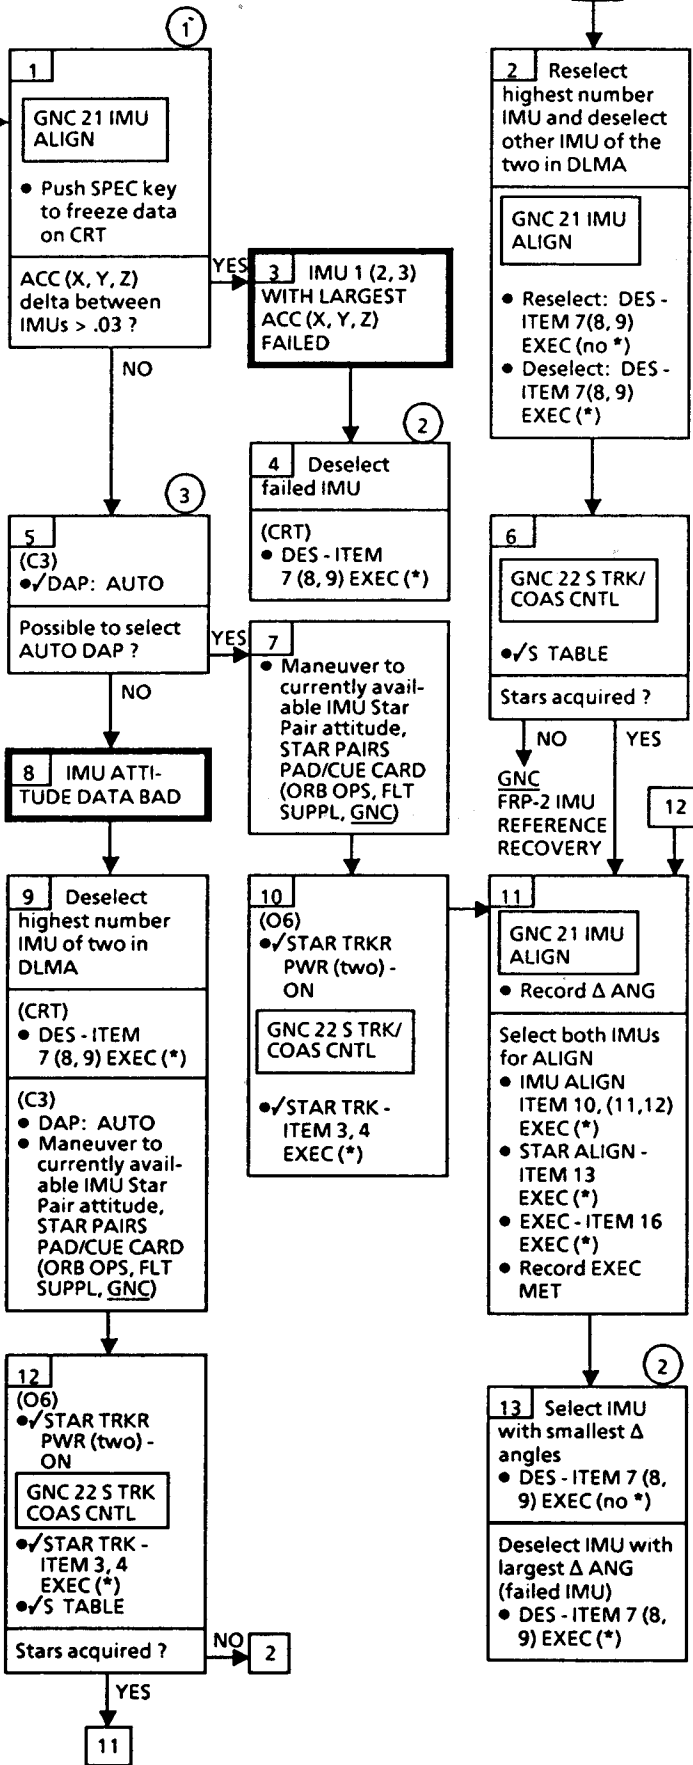 1
1
GNC 21 IMU
ALIGN
• Push SPEC key
to freeze data
on CRT
ACC (X, Y, Z)
delta between
IMUs > .03 ?
YES
NO
3 IMU 1 (2, 3)
WITH LARGEST
ACC (X, Y, Z)
FAILED
2
4 Deselect
failed IMU
(CRT)
• DES - ITEM
7 (8, 9) EXEC (*)
3
5
(C3)
•√DAP: AUTO
Possible to select
AUTO DAP ?
YES
NO
7
• Maneuver to
currently avail-
able IMU Star
Pair attitude,
STAR PAIRS
PAD/CUE CARD
(ORB OPS, FLT
SUPPL, GNC)
8 IMU ATTI-
TUDE DATA BAD
9 Deselect
highest number
IMU of two in
DLMA
(CRT)
• DES - ITEM
7 (8, 9) EXEC (*)
(C3)
• DAP: AUTO
• Maneuver to
currently avail-
able IMU Star
Pair attitude,
STAR PAIRS
PAD/CUE CARD
(ORB OPS, FLT
SUPPL, GNC)
10
(O6)
•√STAR TRKR
PWR (two) -
ON
GNC 22 S TRK/
COAS CNTL
•√STAR TRK -
ITEM 3, 4
EXEC (*)
12
(O6)
•√STAR TRKR
PWR (two) -
ON
GNC 22 S TRK
COAS CNTL
•√STAR TRK -
ITEM 3, 4
EXEC (*)
•√S TABLE
Stars acquired ?
NO
2
YES
11
2 Reselect
highest number
IMU and deselect
other IMU of the
two in DLMA
GNC 21 IMU
ALIGN
• Reselect: DES -
ITEM 7(8, 9)
EXEC (no *)
• Deselect: DES -
ITEM 7(8, 9)
EXEC (*)
6
GNC 22 S TRK/
COAS CNTL
•√S TABLE
Stars acquired ?
NO
YES
GNC
FRP-2 IMU
REFERENCE
RECOVERY
12
11
GNC 21 IMU
ALIGN
• Record Δ ANG
Select both IMUs
for ALIGN
• IMU ALIGN
ITEM 10, (11,12)
EXEC (*)
• STAR ALIGN -
ITEM 13
EXEC (*)
• EXEC - ITEM 16
EXEC (*)
• Record EXEC
MET
2
13 Select IMU
with smallest Δ
angles
• DES - ITEM 7 (8,
9) EXEC (no *)
Deselect IMU with
largest Δ ANG
(failed IMU)
• DES - ITEM 7 (8,
9) EXEC (*)